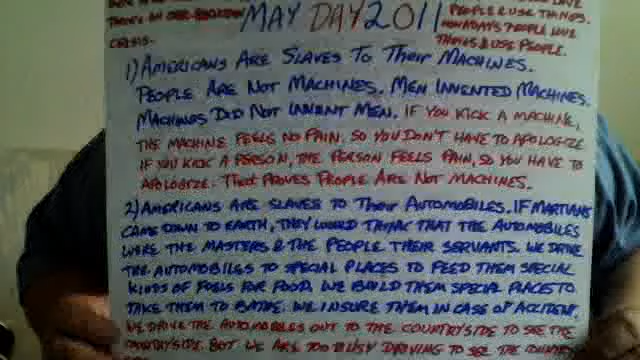 MAY DAY 2011
PEOPLE & USE THINGS.
NOWADAYS PEOPLE LOVE
THINGS & USE PEOPLE.
CRISIS.
1) AMERICANS ARE SLAVES TO THEIR MACHINES.
PEOPLE ARE NOT MACHINES. MEN INVENTED MACHINES.
MACHINES DID NOT INVENT MEN. IF YOU KICK A MACHINE,
THE MACHINE FEELS NO PAIN, SO YOU DON'T HAVE TO APOLOGIZE
IF YOU KICK A PERSON, THE PERSON FEELS PAIN, SO YOU HAVE TO
APOLOGIZE. THAT PROVES PEOPLE ARE NOT MACHINES.
2) AMERICANS ARE SLAVES TO THEIR AUTOMOBILES. IF MARTIANS
CAME DOWN TO EARTH, THEY WOULD THINK THAT THE AUTOMOBILES
WERE THE MASTERS & THE PEOPLE THEIR SERVANTS. WE DRIVE
THE AUTOMOBILES TO SPECIAL PLACES TO FEED THEM SPECIAL
KINDS OF FUELS FOR FOOD. WE BUILD THEM SPECIAL PLACES TO
TAKE THEM TO BATHE. WE INSURE THEM IN CASE OF ACCIDENT.
WE DRIVE THE AUTOMOBILES OUT TO THE COUNTRYSIDE TO SEE THE
COUNTRYSIDE. BUT WE ARE TOO BUSY DRIVING TO SEE THE